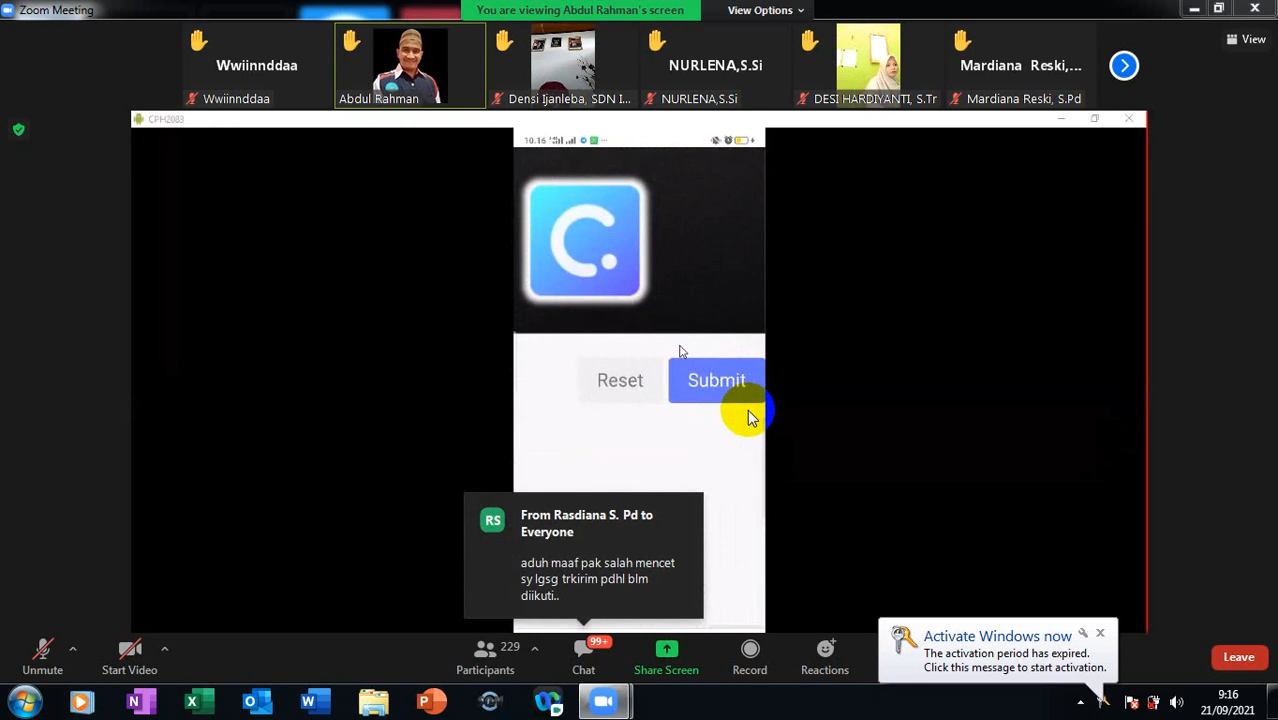 Zoom Meeting
You are viewing Abdul Rahman's screen
View Options
Wwiinnddaa
Wwiinnddaa
Abdul Rahman
Densi Ijanleba, SDN I...
NURLENA,S.Si
NURLENA,S.Si
DESI HARDIYANTI, S.Tr
Mardiana Reski,...
Mardiana Reski, S.Pd
View
CPH2083
10.16
C.
Reset
Submit
RS
From Rasdiana S. Pd to
Everyone
aduh maaf pak salah mencet
sy lgsg trkirim pdhl blm
diikuti..
Unmute
Start Video
229
Participants
99+
Chat
Share Screen
Record
Reactions
Activate Windows now
The activation period has expired.
Click this message to start activation.
Leave
9:16
21/09/2021